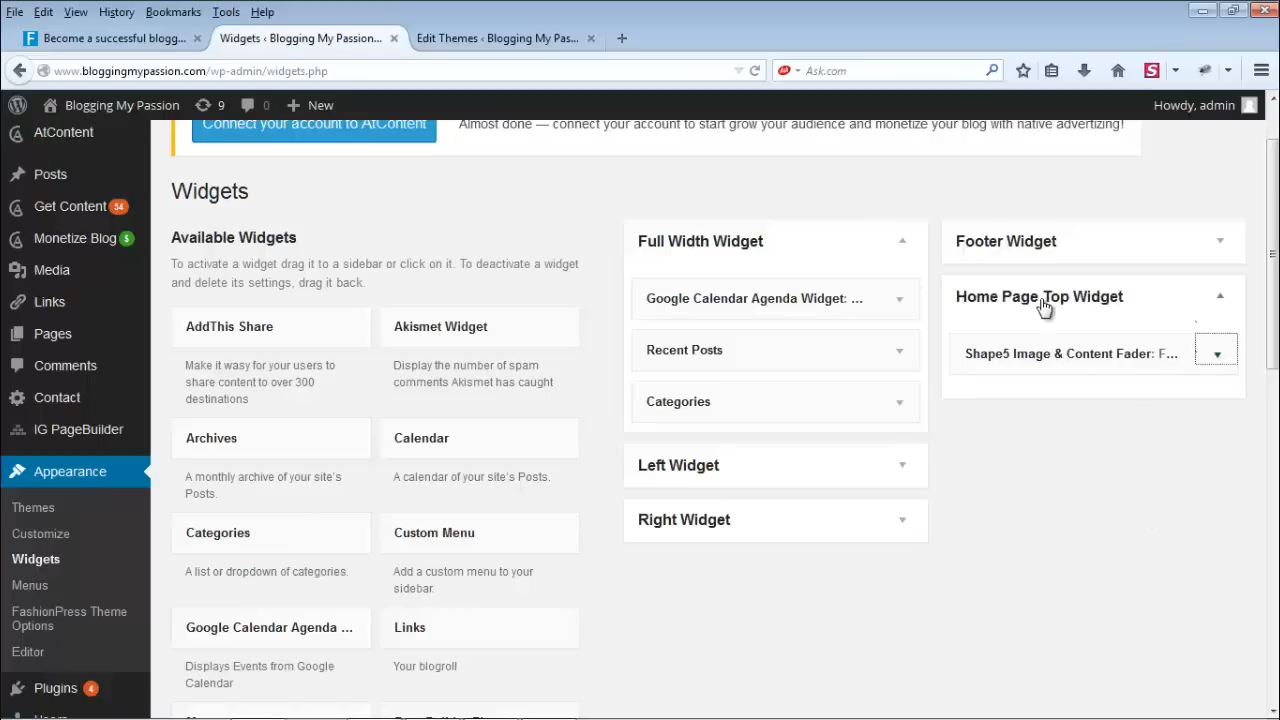 File Edit View History Bookmarks Tools Help
Become a successful blogg...
Widgets ‹ Blogging My Passion...
Edit Themes ‹ Blogging My Pas...
www.bloggingmypassion.com/wp-admin/widgets.php
Ask.com
Blogging My Passion 9 0 New
Howdy, admin
AtContent
Posts
Get Content 54
Monetize Blog 5
Media
Links
Pages
Comments
Contact
IG PageBuilder
Appearance
Themes
Customize
Widgets
Menus
FashionPress Theme
Options
Editor
Plugins 4
Connect your account to AtContent
Almost done — connect your account to start grow your audience and monetize your blog with native advertizing!
Widgets
Available Widgets
To activate a widget drag it to a sidebar or click on it. To deactivate a widget
and delete its settings, drag it back.
AddThis Share
Make it wasy for your users to
share content to over 300
destinations
Akismet Widget
Display the number of spam
comments Akismet has caught
Archives
A monthly archive of your site's
Posts.
Calendar
A calendar of your site's Posts.
Categories
A list or dropdown of categories.
Custom Menu
Add a custom menu to your
sidebar.
Google Calendar Agenda ...
Displays Events from Google
Calendar
Links
Your blogroll
Full Width Widget
Google Calendar Agenda Widget: ...
Recent Posts
Categories
Left Widget
Right Widget
Footer Widget
Home Page Top Widget
Shape5 Image & Content Fader: F...